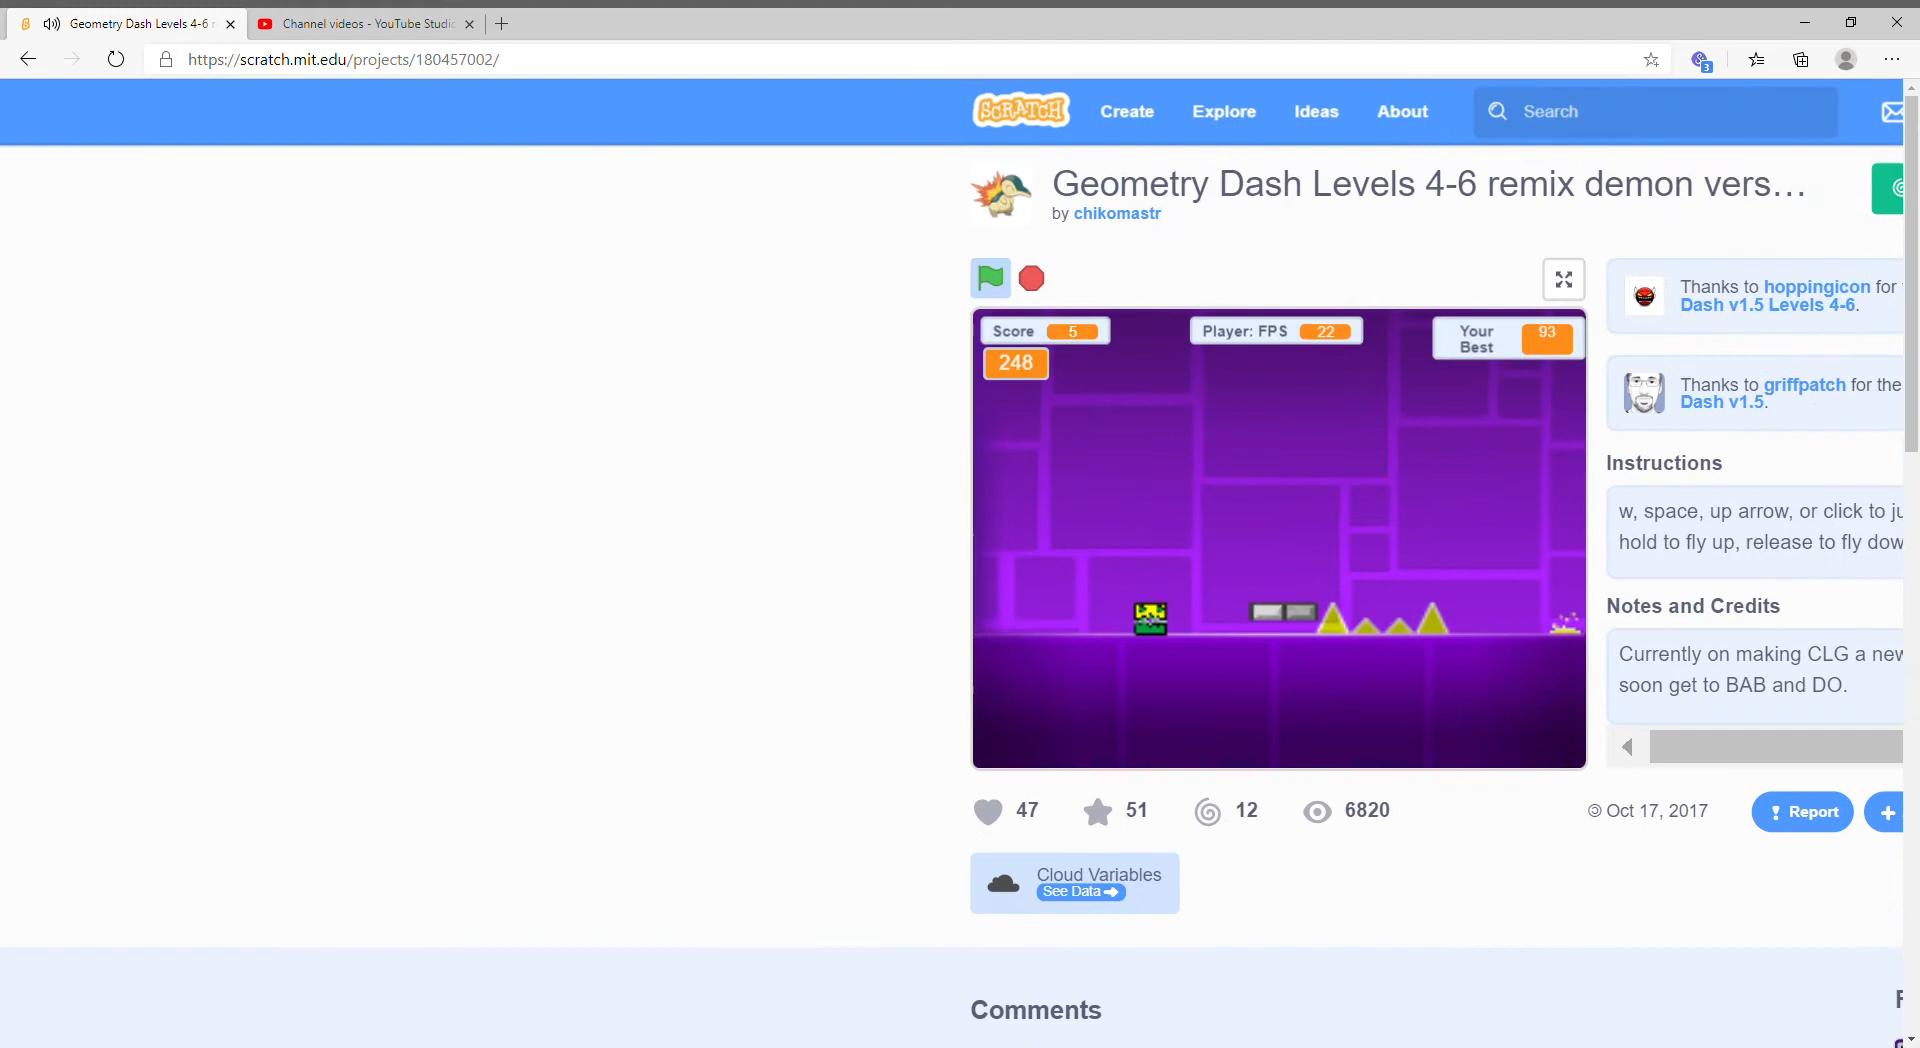 Geometry Dash Levels 4-6 r
Channel videos - YouTube Studi
https://scratch.mit.edu/projects/180457002/
3
SCRATCH
Create
Explore
Ideas
About
Search
Geometry Dash Levels 4-6 remix demon vers...
by chikomastr
Score 5
248
Player: FPS 22
Your Best 93
Thanks to hoppingicon for
Dash v1.5 Levels 4-6.
Thanks to griffpatch for the
Dash v1.5.
Instructions
w, space, up arrow, or click to ju
hold to fly up, release to fly dow
Notes and Credits
Currently on making CLG a new
soon get to BAB and DO.
47
51
12
6820
© Oct 17, 2017
Report
Cloud Variables
See Data
Comments